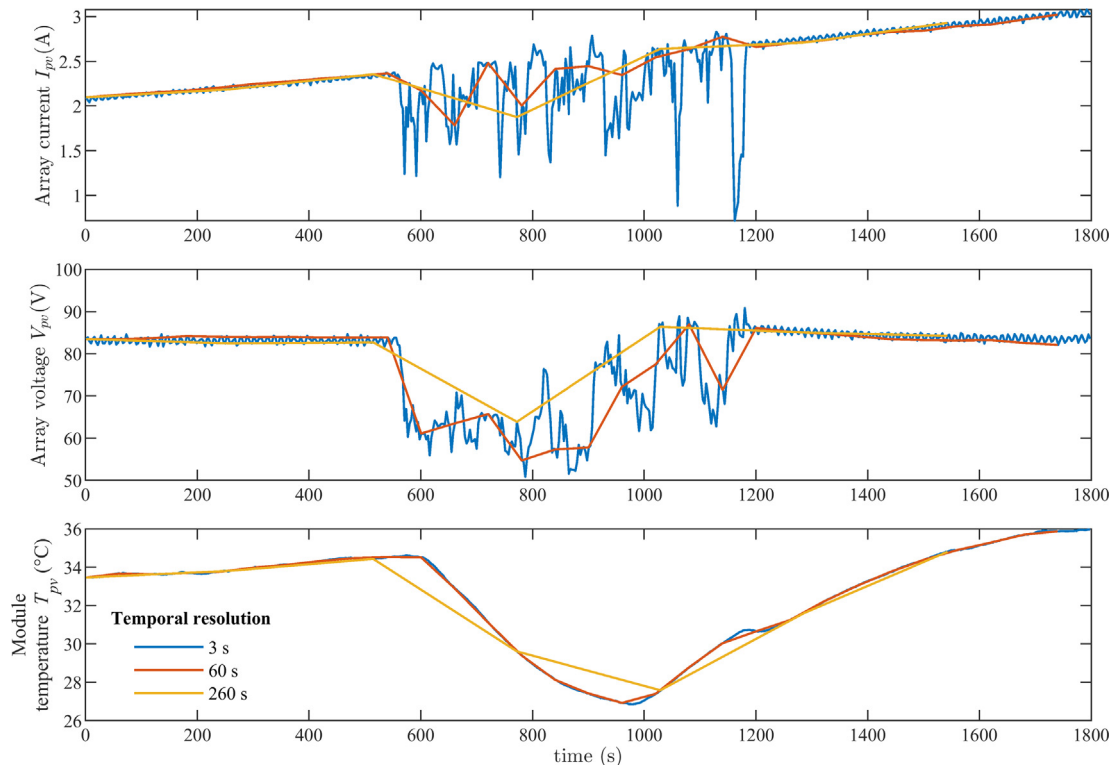 3
2.5
2
1.5
1
Array current I_pv (A)
0 200 400 600 800 1000 1200 1400 1600 1800
100
90
80
70
60
50
Array voltage V_pv (V)
0 200 400 600 800 1000 1200 1400 1600 1800
36
34
32
30
28
26
Module
temperature T_pv (°C)
Temporal resolution
3 s
60 s
260 s
0 200 400 600 800 1000 1200 1400 1600 1800
time (s)